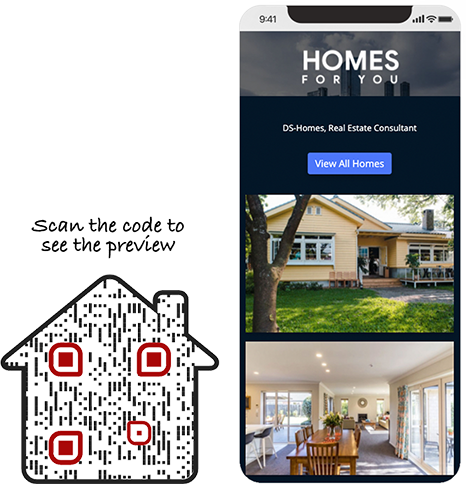 9:41
HOMES
FOR YOU
DS-Homes, Real Estate Consultant
View All Homes
Scan the code to
see the preview